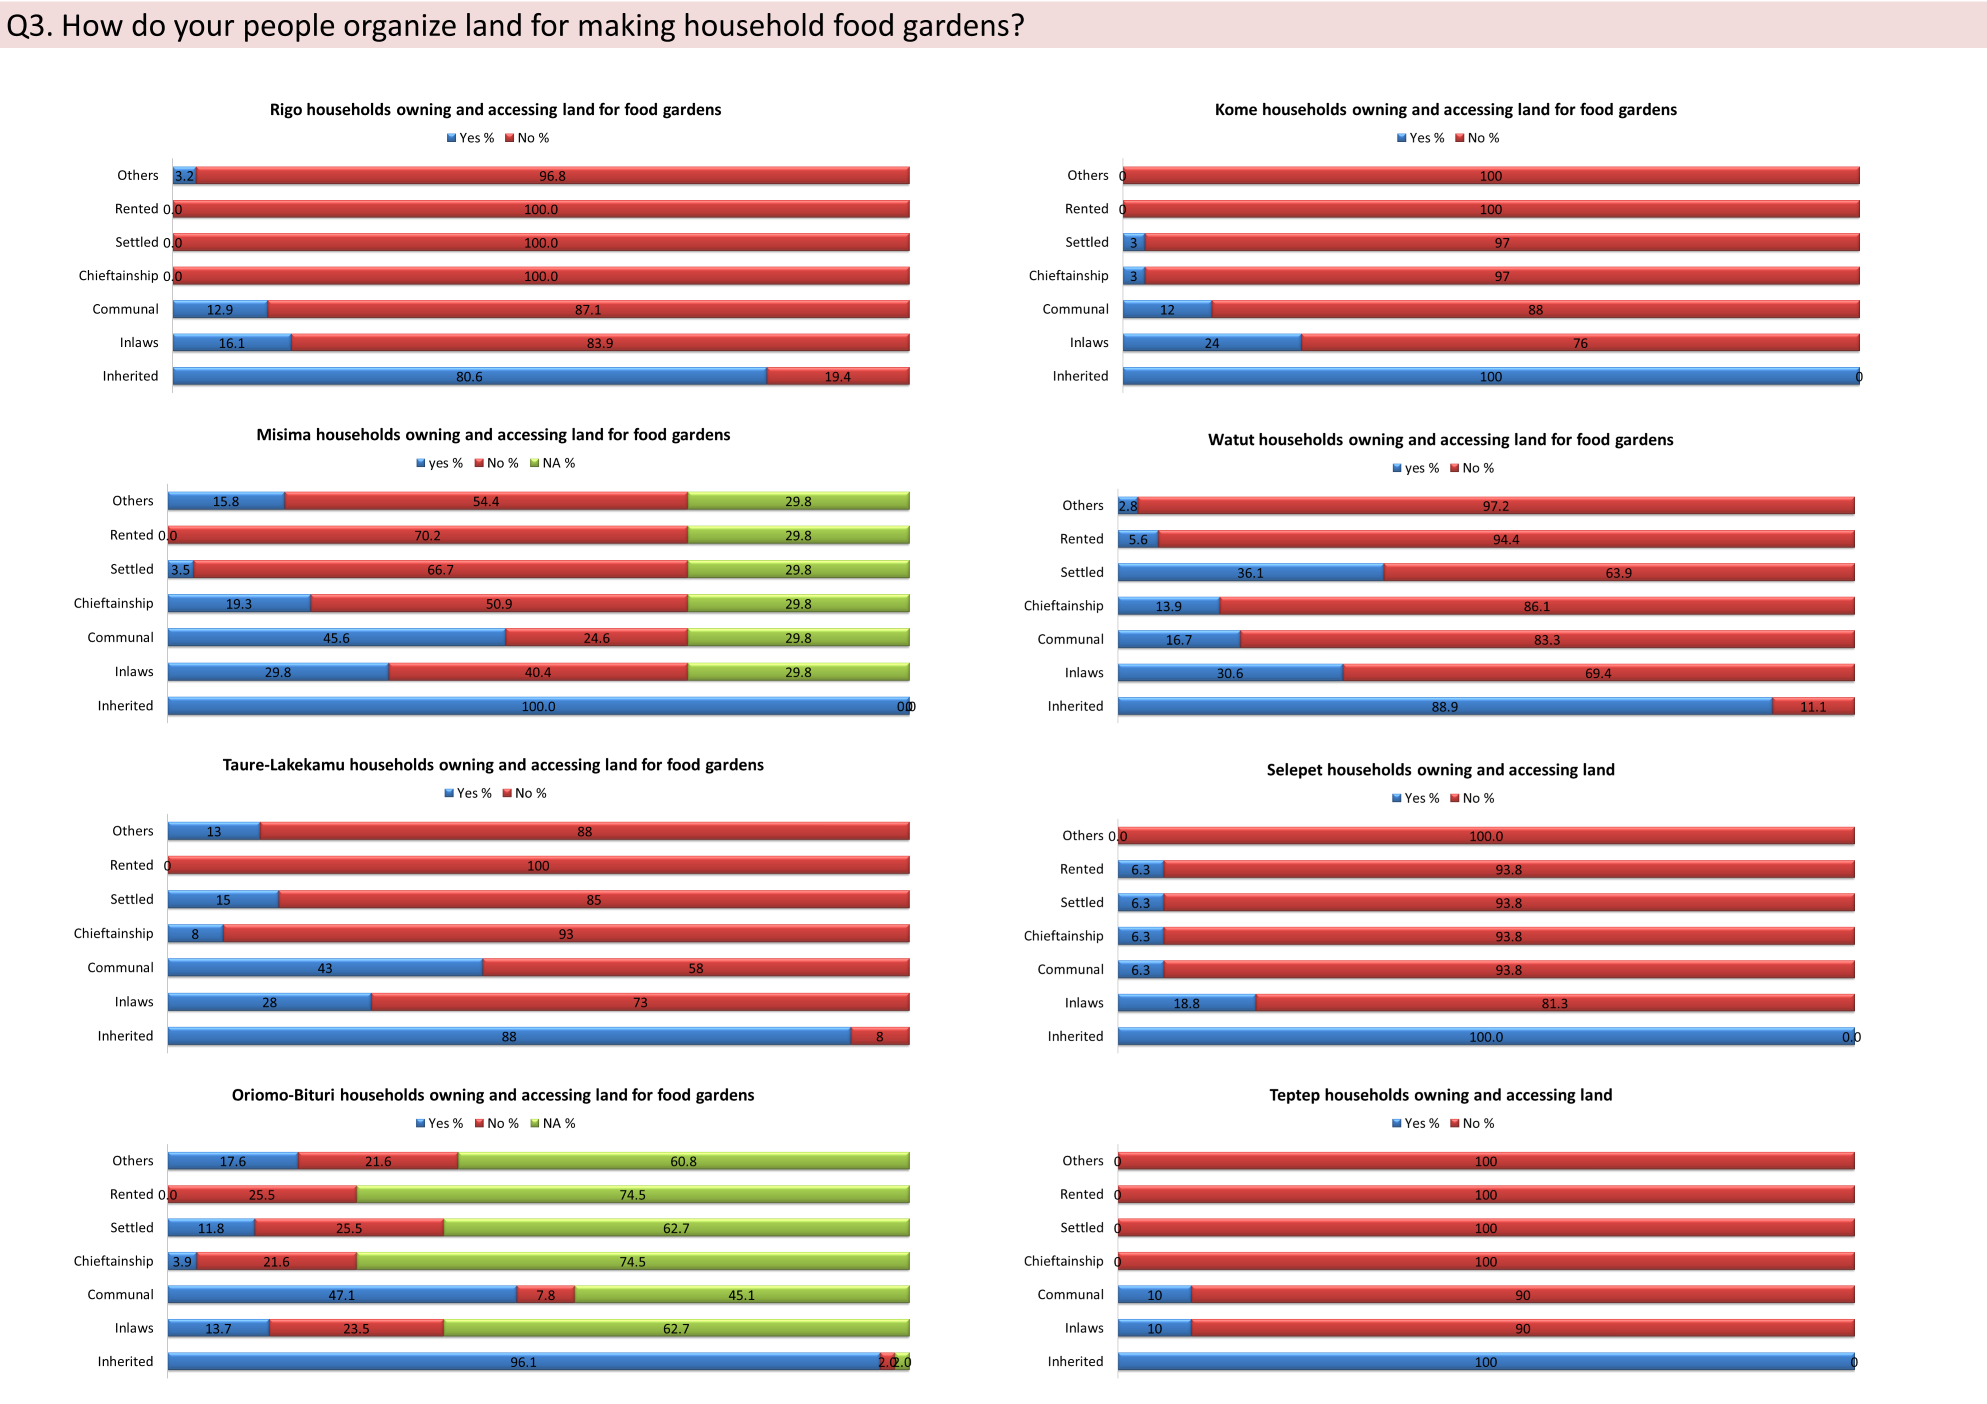 Q3. How do your people organize land for making household food gardens?
Rigo households owning and accessing land for food gardens
Yes % No %
Others 3.2 96.8
Rented 0.0 100.0
Settled 0.0 100.0
Chieftainship 0.0 100.0
Communal 12.9 87.1
Inlaws 16.1 83.9
Inherited 80.6 19.4
Kome households owning and accessing land for food gardens
Yes % No %
Others 0 100
Rented 0 100
Settled 3 97
Chieftainship 3 97
Communal 12 88
Inlaws 24 76
Inherited 100 0
Misima households owning and accessing land for food gardens
yes % No % NA %
Others 15.8 54.4 29.8
Rented 0.0 70.2 29.8
Settled 3.5 66.7 29.8
Chieftainship 19.3 50.9 29.8
Communal 45.6 24.6 29.8
Inlaws 29.8 40.4 29.8
Inherited 100.0 0.0 0.0
Watut households owning and accessing land for food gardens
yes % No %
Others 2.8 97.2
Rented 5.6 94.4
Settled 36.1 63.9
Chieftainship 13.9 86.1
Communal 16.7 83.3
Inlaws 30.6 69.4
Inherited 88.9 11.1
Taure-Lakekamu households owning and accessing land for food gardens
Yes % No %
Others 13 88
Rented 0 100
Settled 15 85
Chieftainship 8 93
Communal 43 58
Inlaws 28 73
Inherited 88 8
Selepet households owning and accessing land
Yes % No %
Others 0.0 100.0
Rented 6.3 93.8
Settled 6.3 93.8
Chieftainship 6.3 93.8
Communal 6.3 93.8
Inlaws 18.8 81.3
Inherited 100.0 0.0
Oriomo-Bituri households owning and accessing land for food gardens
Yes % No % NA %
Others 17.6 21.6 60.8
Rented 0.0 25.5 74.5
Settled 11.8 25.5 62.7
Chieftainship 3.9 21.6 74.5
Communal 47.1 7.8 45.1
Inlaws 13.7 23.5 62.7
Inherited 96.1 2.0 2.0
Teptep households owning and accessing land
Yes % No %
Others 0 100
Rented 0 100
Settled 0 100
Chieftainship 0 100
Communal 10 90
Inlaws 10 90
Inherited 100 0